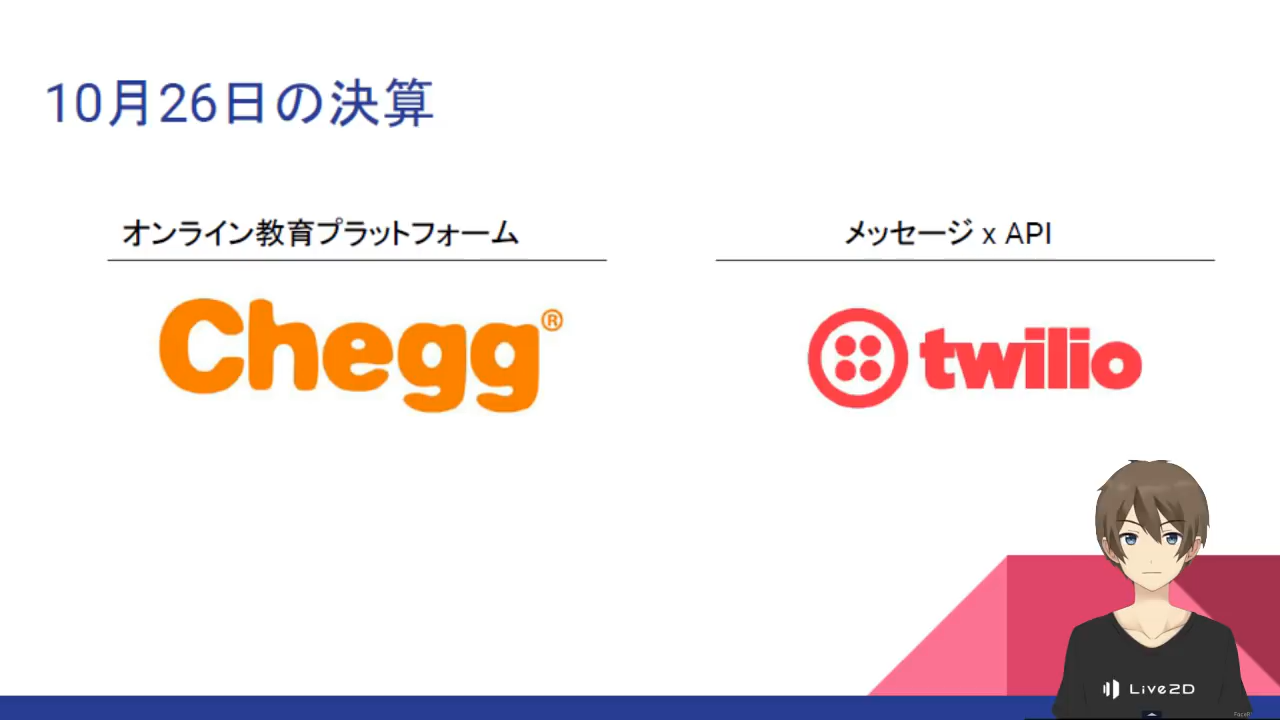 10月26日の決算
オンライン教育プラットフォーム
メッセージ x API
Chegg®
twilio
Live2D